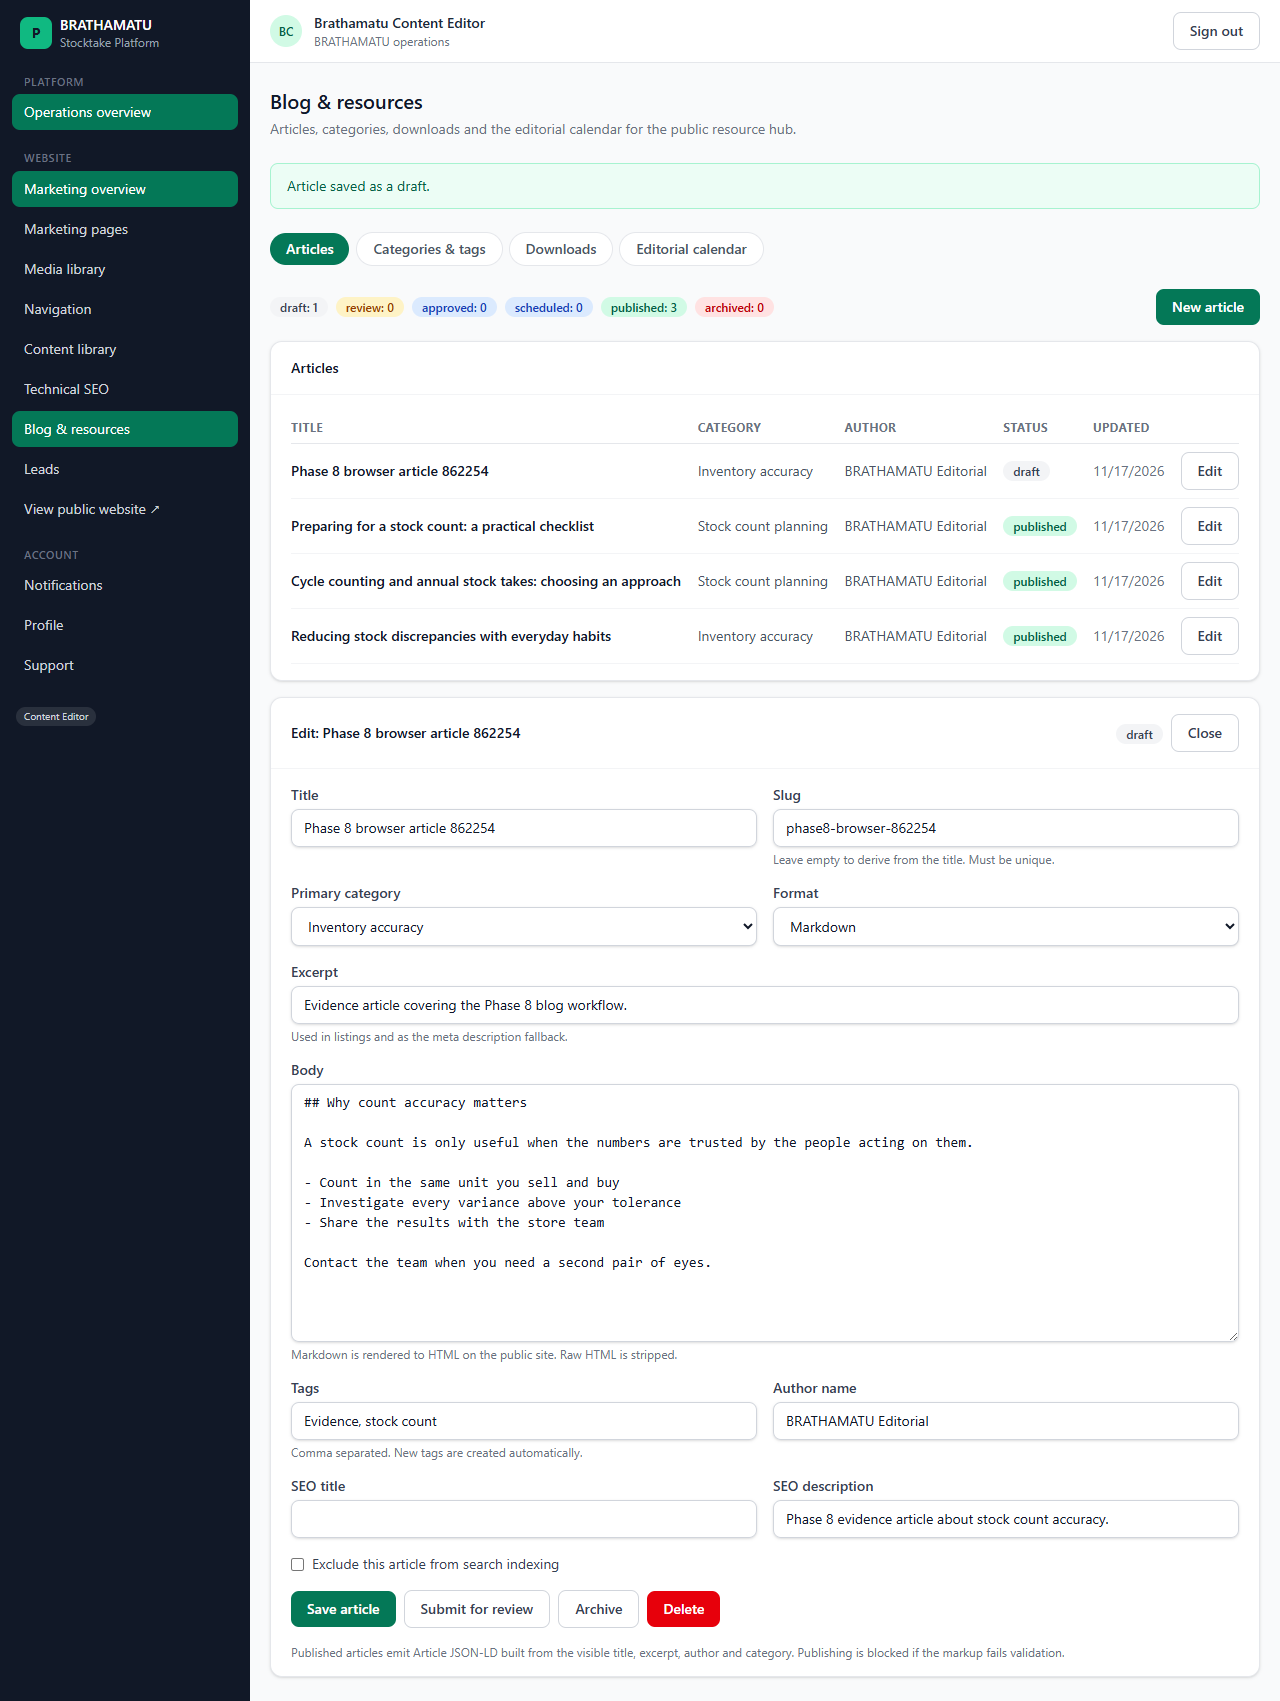 P
BRATHAMATU
Stocktake Platform
PLATFORM
Operations overview
WEBSITE
Marketing overview
Marketing pages
Media library
Navigation
Content library
Technical SEO
Blog & resources
Leads
View public website ↗
ACCOUNT
Notifications
Profile
Support
Content Editor
BC
Brathamatu Content Editor
BRATHAMATU operations
Sign out
Blog & resources
Articles, categories, downloads and the editorial calendar for the public resource hub.
Article saved as a draft.
Articles
Categories & tags
Downloads
Editorial calendar
draft: 1
review: 0
approved: 0
scheduled: 0
published: 3
archived: 0
New article
Articles
TITLE CATEGORY AUTHOR STATUS UPDATED
Phase 8 browser article 862254 Inventory accuracy BRATHAMATU Editorial draft 11/17/2026 Edit
Preparing for a stock count: a practical checklist Stock count planning BRATHAMATU Editorial published 11/17/2026 Edit
Cycle counting and annual stock takes: choosing an approach Stock count planning BRATHAMATU Editorial published 11/17/2026 Edit
Reducing stock discrepancies with everyday habits Inventory accuracy BRATHAMATU Editorial published 11/17/2026 Edit
Edit: Phase 8 browser article 862254
draft
Close
Title
Phase 8 browser article 862254
Slug
phase8-browser-862254
Leave empty to derive from the title. Must be unique.
Primary category
Inventory accuracy
Format
Markdown
Excerpt
Evidence article covering the Phase 8 blog workflow.
Used in listings and as the meta description fallback.
Body
## Why count accuracy matters
A stock count is only useful when the numbers are trusted by the people acting on them.
- Count in the same unit you sell and buy
- Investigate every variance above your tolerance
- Share the results with the store team
Contact the team when you need a second pair of eyes.
Markdown is rendered to HTML on the public site. Raw HTML is stripped.
Tags
Evidence, stock count
Comma separated. New tags are created automatically.
Author name
BRATHAMATU Editorial
SEO title
SEO description
Phase 8 evidence article about stock count accuracy.
Exclude this article from search indexing
Save article
Submit for review
Archive
Delete
Published articles emit Article JSON-LD built from the visible title, excerpt, author and category. Publishing is blocked if the markup fails validation.